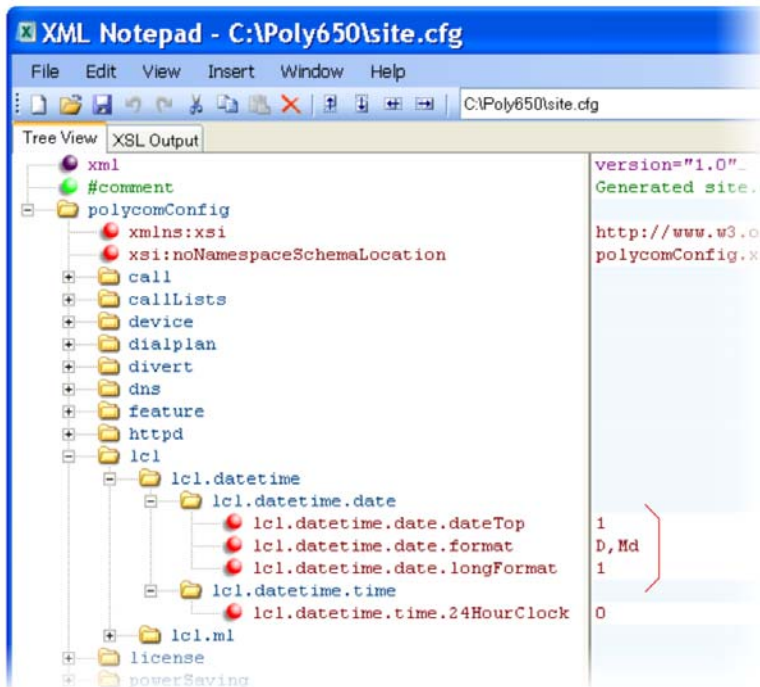 XML Notepad - C:\Poly650\site.cfg
File Edit View Insert Window Help
C:\Poly650\site.cfg
Tree View XSL Output
xml version="1.0"
#comment Generated site.
polycomConfig
xmlns:xsi http://www.w3.o
xsi:noNamespaceSchemaLocation polycomConfig.x
call
callLists
device
dialplan
divert
dns
feature
httpd
lcl
lcl.datetime
lcl.datetime.date
lcl.datetime.date.dateTop 1
lcl.datetime.date.format D,Md
lcl.datetime.date.longFormat 1
lcl.datetime.time
lcl.datetime.time.24HourClock 0
lcl.ml
license
powerSaving